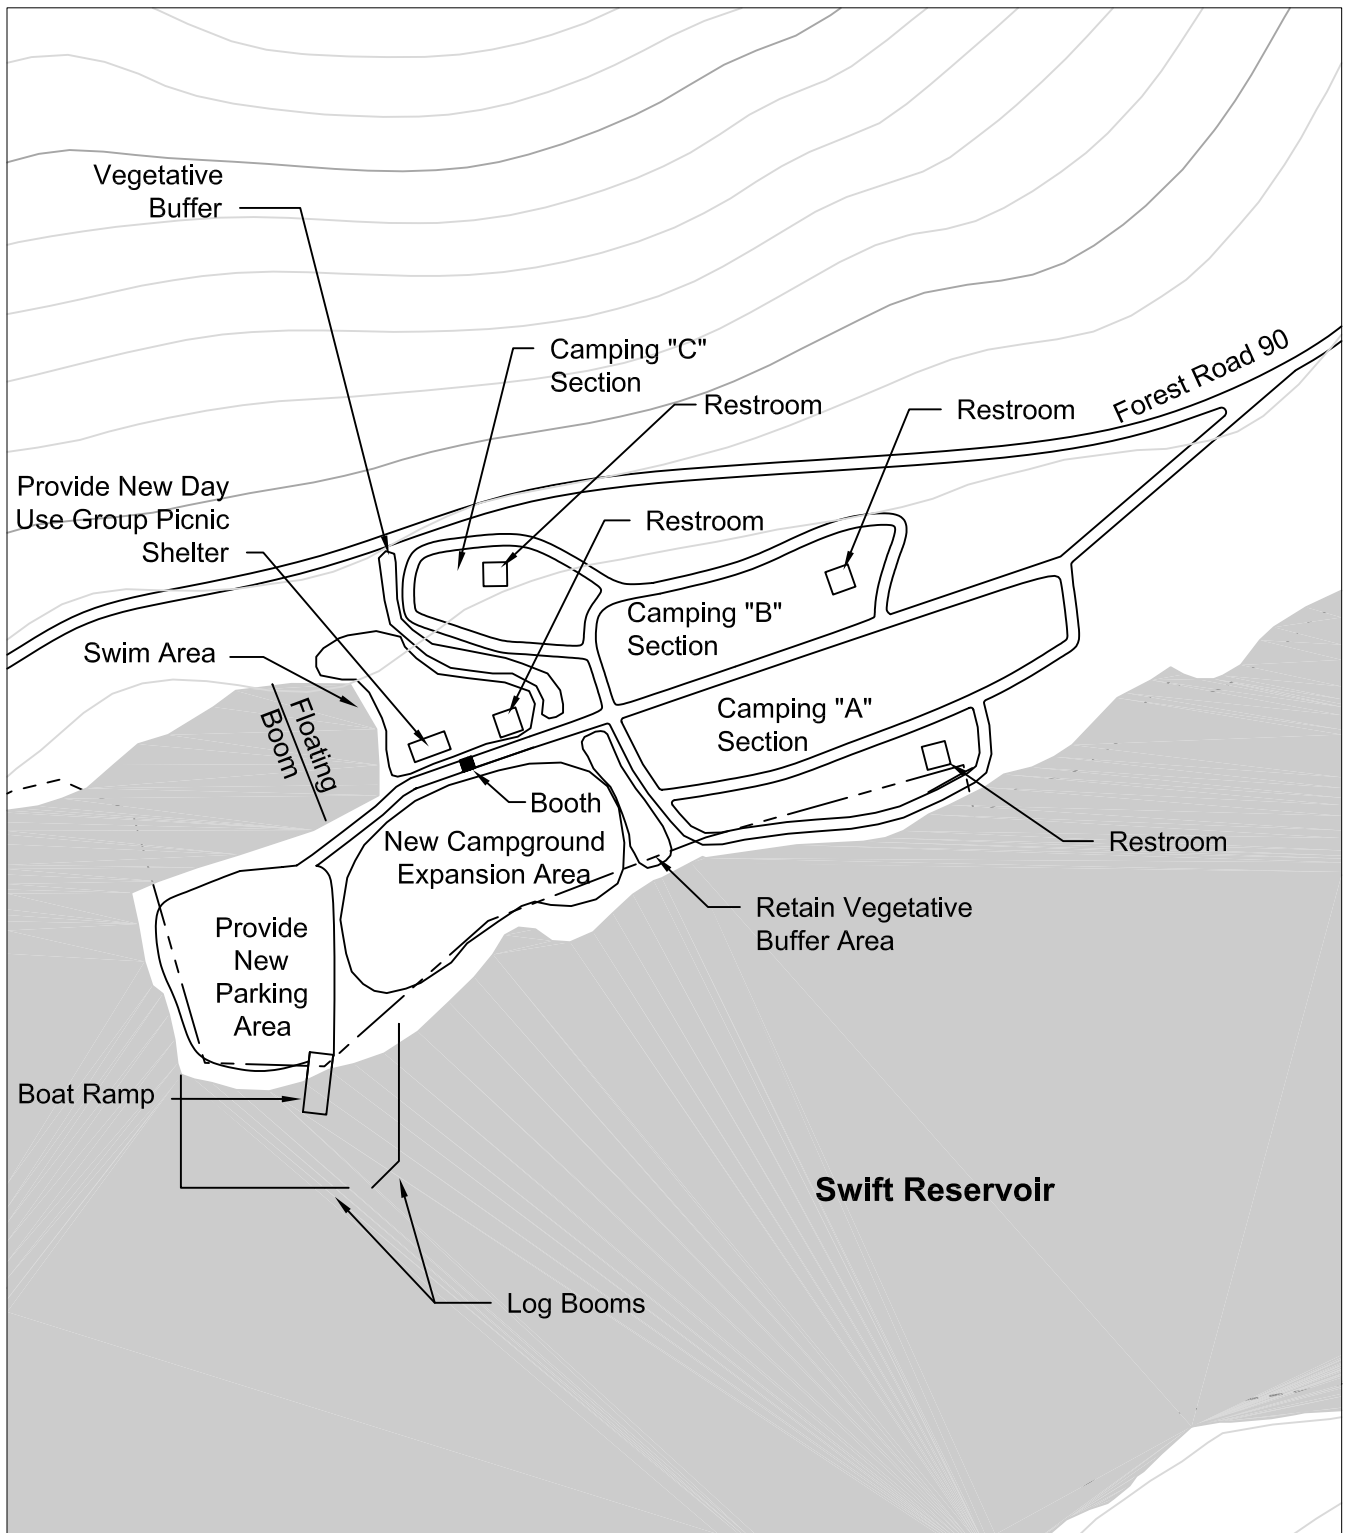 Vegetative
Buffer
Camping "C"
Section
Restroom
Restroom
Forest Road 90
Provide New Day
Use Group Picnic
Shelter
Restroom
Camping "B"
Section
Swim Area
Floating
Boom
Camping "A"
Section
Booth
New Campground
Expansion Area
Restroom
Retain Vegetative
Buffer Area
Provide
New
Parking
Area
Boat Ramp
Swift Reservoir
Log Booms